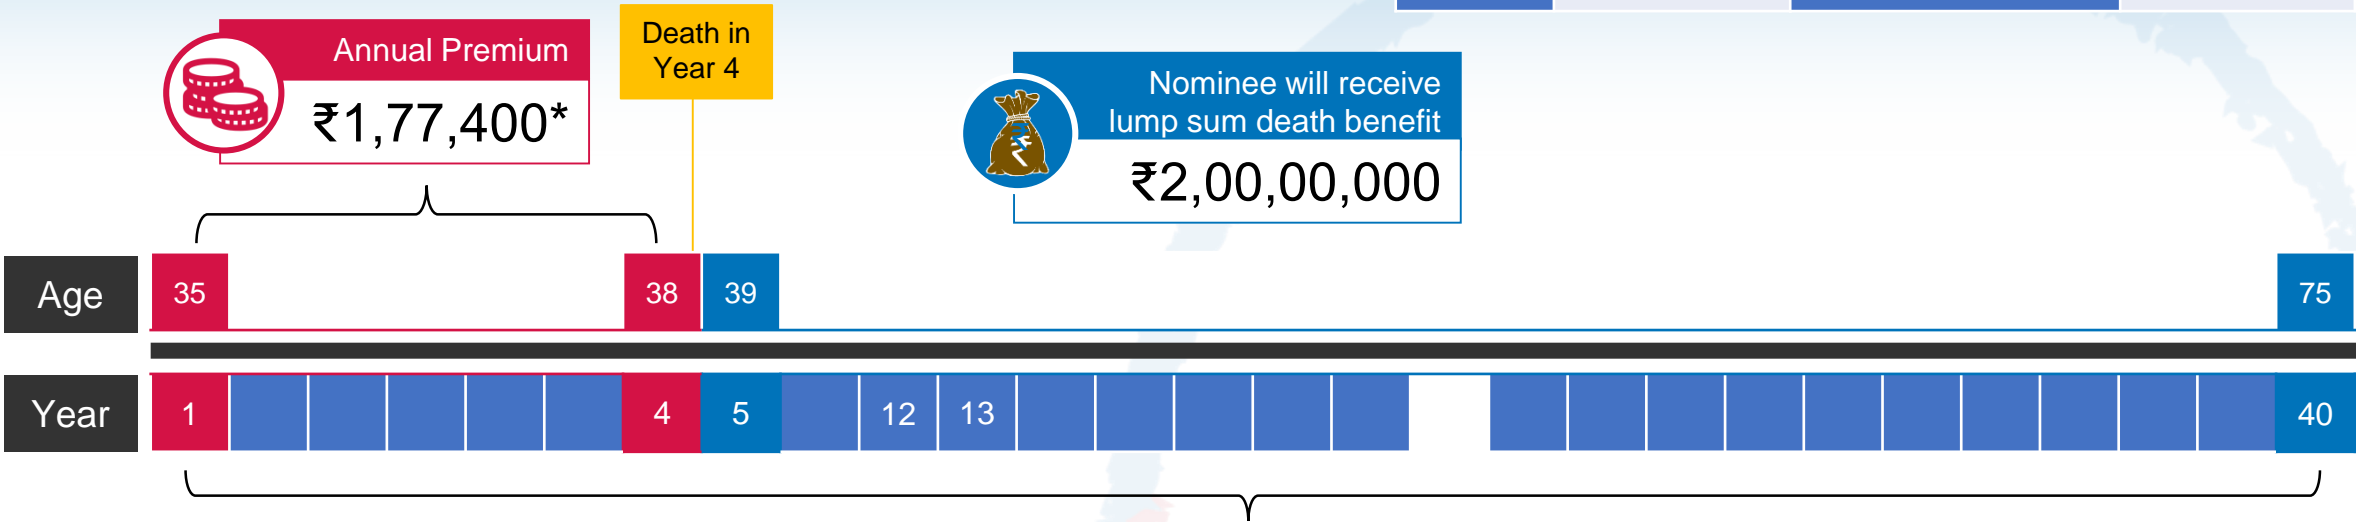 Annual Premium
₹1,77,400*
Death in
Year 4
Nominee will receive
lump sum death benefit
₹2,00,00,000
Age 35 38 39 75
Year 1 4 5 12 13 40